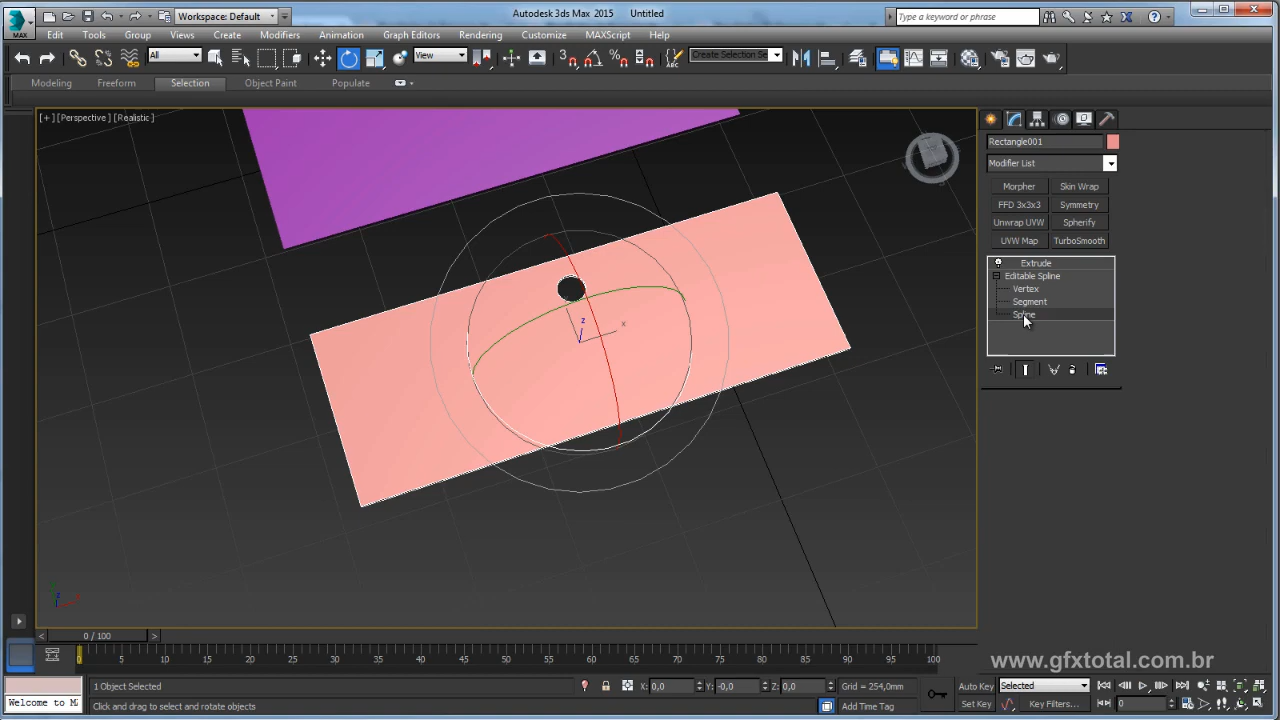 Workspace: Default
Autodesk 3ds Max 2015 Untitled
Type a keyword or phrase
MAX
Edit Tools Group Views Create Modifiers Animation Graph Editors Rendering Customize MAXScript Help
All
View
Create Selection Se
Modeling Freeform Selection Object Paint Populate
[+] [Perspective] [Realistic]
Rectangle001
Modifier List
Morpher Skin Wrap
FFD 3x3x3 Symmetry
Unwrap UVW Spherify
UVW Map TurboSmooth
Extrude
Editable Spline
Vertex
Segment
Spline
z
x
0 / 100
5 10 15 20 25 30 35 40 45 50 55 60 65 70 75 80 85 90 95 100
www.gfxtotal.com.br
1 Object Selected
X: 0,0 Y: -0,0 Z: 0,0
Grid = 254,0mm
Auto Key Selected
Welcome to M
Click and drag to select and rotate objects
Add Time Tag
Set Key Key Filters... 0